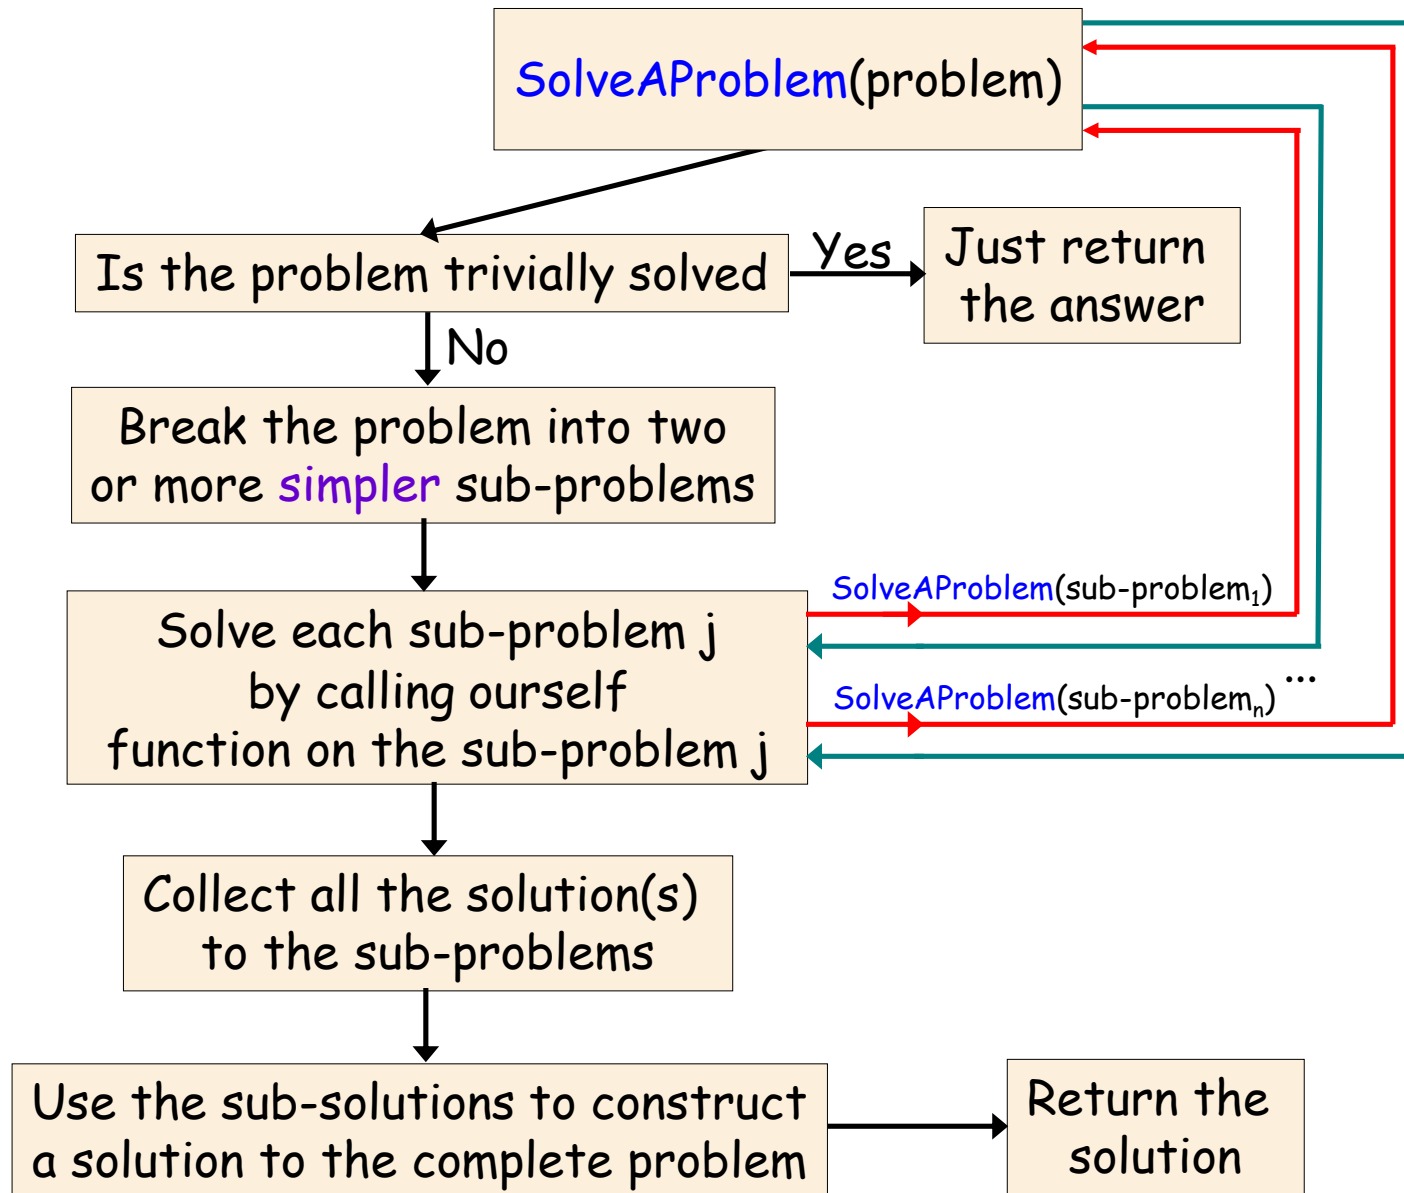 SolveAProblem(problem)
Is the problem trivially solved
Yes
Just return
the answer
No
Break the problem into two
or more simpler sub-problems
Solve each sub-problem j
by calling ourself
function on the sub-problem j
SolveAProblem(sub-problem₁)
SolveAProblem(sub-problemₙ)
...
Collect all the solution(s)
to the sub-problems
Use the sub-solutions to construct
a solution to the complete problem
Return the
solution